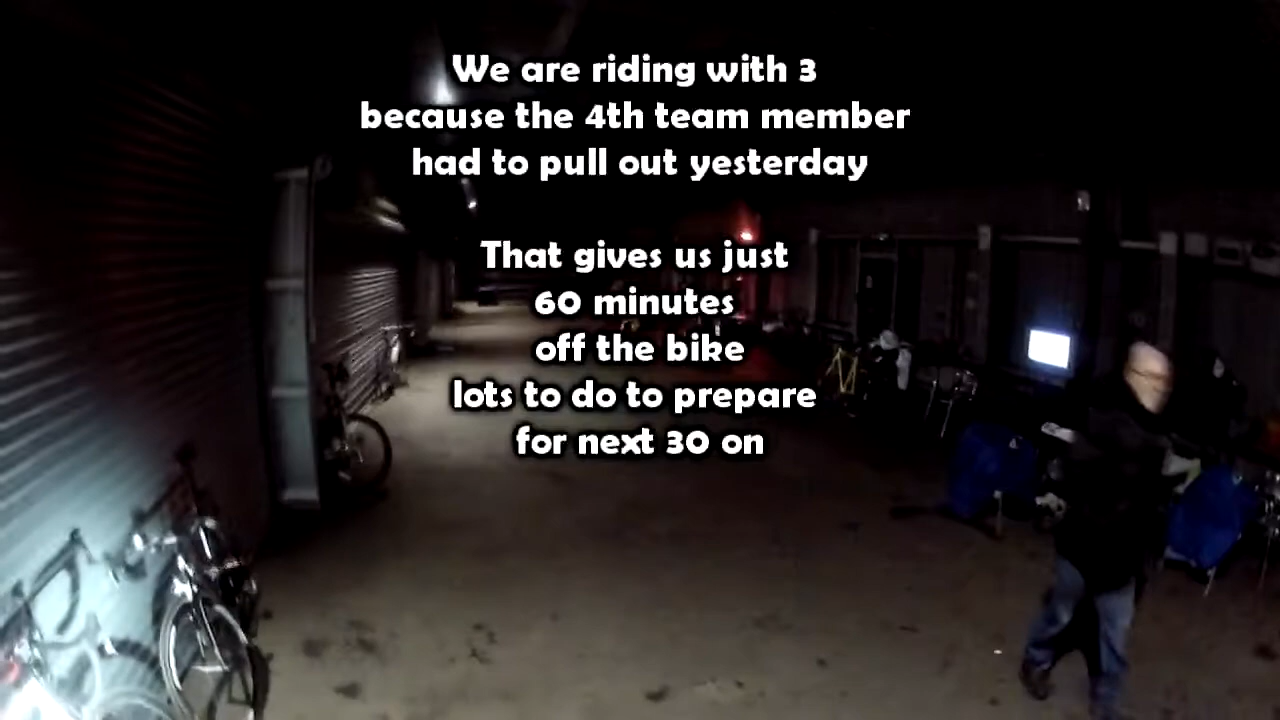 We are riding with 3
because the 4th team member
had to pull out yesterday
That gives us just
60 minutes
off the bike
lots to do to prepare
for next 30 on